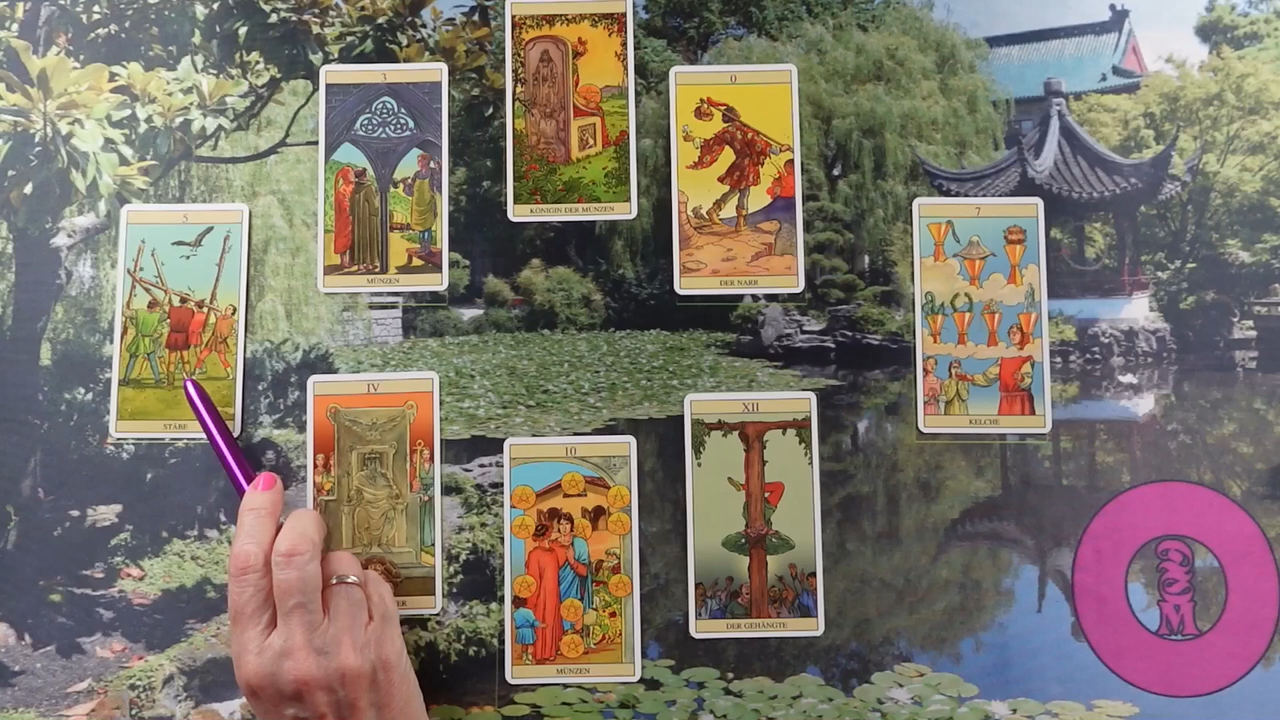 KÖNIGIN DER MÜNZEN
3
MÜNZEN
0
DER NARR
5
STÄBE
7
KELCHE
IV
10
MÜNZEN
XII
DER GEHÄNGTE